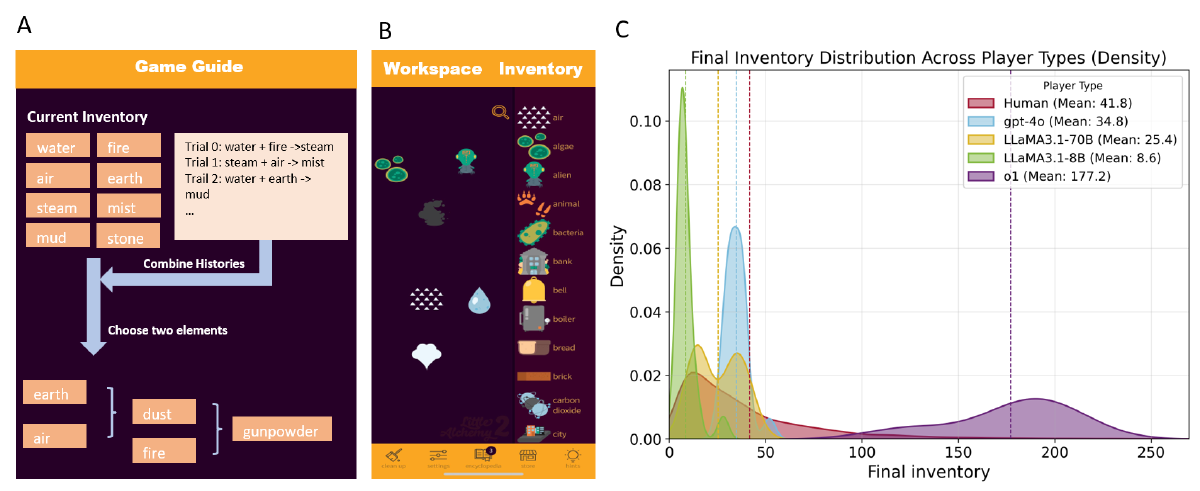 A
Game Guide
Current Inventory
water fire
air earth
steam mist
mud stone
Trial 0: water + fire ->steam
Trial 1: steam + air -> mist
Trail 2: water + earth ->
mud
...
Combine Histories
Choose two elements
earth
air
dust
fire
gunpowder
B
Workspace Inventory
air
algae
alien
animal
bacteria
bank
bell
boiler
bread
brick
carbon
dioxide
city
Little
Alchemy 2
3
C
Final Inventory Distribution Across Player Types (Density)
Player Type
Human (Mean: 41.8)
gpt-4o (Mean: 34.8)
LLaMA3.1-70B (Mean: 25.4)
LLaMA3.1-8B (Mean: 8.6)
o1 (Mean: 177.2)
Density
0.10
0.08
0.06
0.04
0.02
0.00
0 50 100 150 200 250
Final inventory